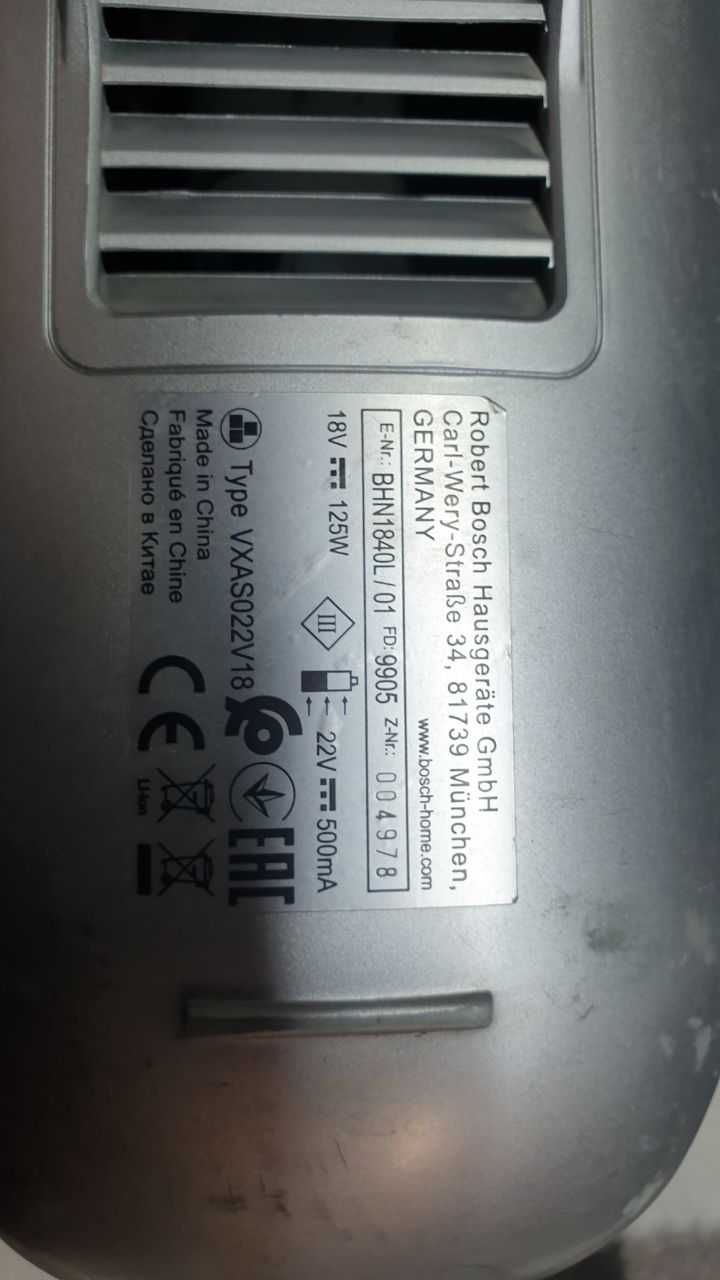 Robert Bosch Hausgeräte GmbH
Carl-Wery-Straße 34, 81739 München,
GERMANY www.bosch-home.com
E-Nr.: BHN1840L / 01 FD: 9905 Z-Nr.: 004978
18V 125W III 22V 500mA
Type VXAS022V18 EAC
Made in China
Fabriqué en Chine
Сделано в Китае CE Li-Ion